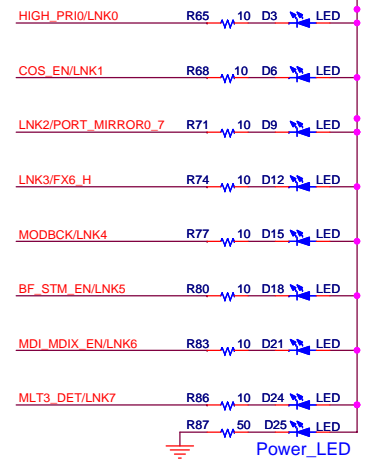 HIGH_PRI0/LNK0 R65 10 D3 LED
COS_EN/LNK1 R68 10 D6 LED
LNK2/PORT_MIRROR0_7 R71 10 D9 LED
LNK3/FX6_H R74 10 D12 LED
MODBCK/LNK4 R77 10 D15 LED
BF_STM_EN/LNK5 R80 10 D18 LED
MDI_MDIX_EN/LNK6 R83 10 D21 LED
MLT3_DET/LNK7 R86 10 D24 LED
R87 50 D25 LED
Power_LED